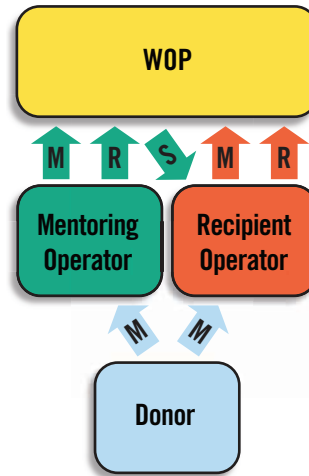 WOP
M R S M R
Mentoring Recipient
Operator Operator
M M
Donor